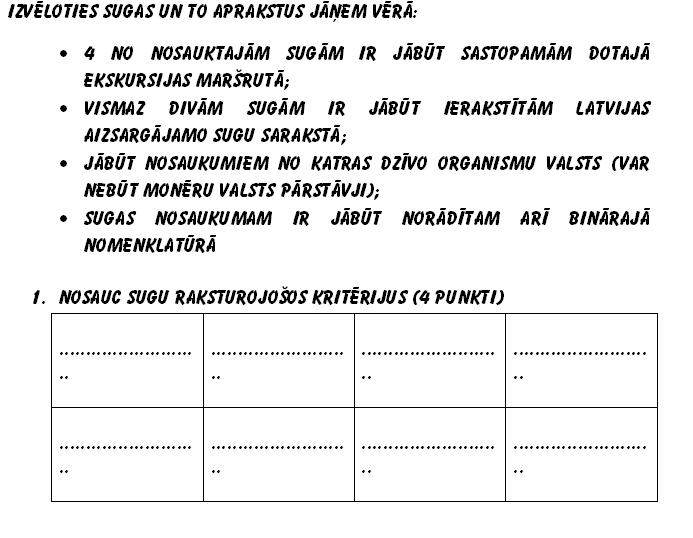 IZVĒLOTIES SUGAS UN TO APRAKSTUS JĀŅEM VĒRĀ:
• 4 NO NOSAUKTAJĀM SUGĀM IR JĀBŪT SASTOPAMĀM DOTAJĀ
EKSKURSIJAS MARŠRUTĀ;
• VISMAZ DIVĀM SUGĀM IR JĀBŪT IERAKSTĪTĀM LATVIJAS
AIZSARGĀJAMO SUGU SARAKSTĀ;
• JĀBŪT NOSAUKUMIEM NO KATRAS DZĪVO ORGANISMU VALSTS (VAR
NEBŪT MONĒRU VALSTS PĀRSTĀVJI);
• SUGAS NOSAUKUMAM IR JĀBŪT NORĀDĪTAM ARĪ BINĀRAJĀ
NOMENKLATŪRĀ
1. NOSAUC SUGU RAKSTUROJOŠOS KRITĒRIJUS (4 PUNKTI)